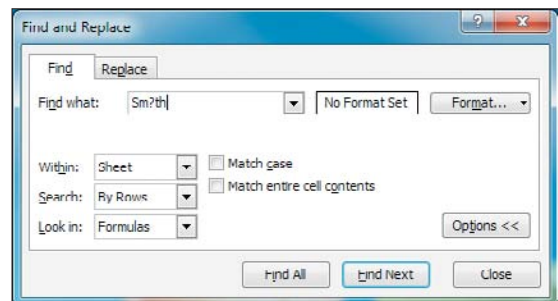 Find and Replace
Find Replace
Find what: Sm?th No Format Set Format...
Within: Sheet Match case
Match entire cell contents
Search: By Rows
Look in: Formulas Options <<
Find All Find Next Close